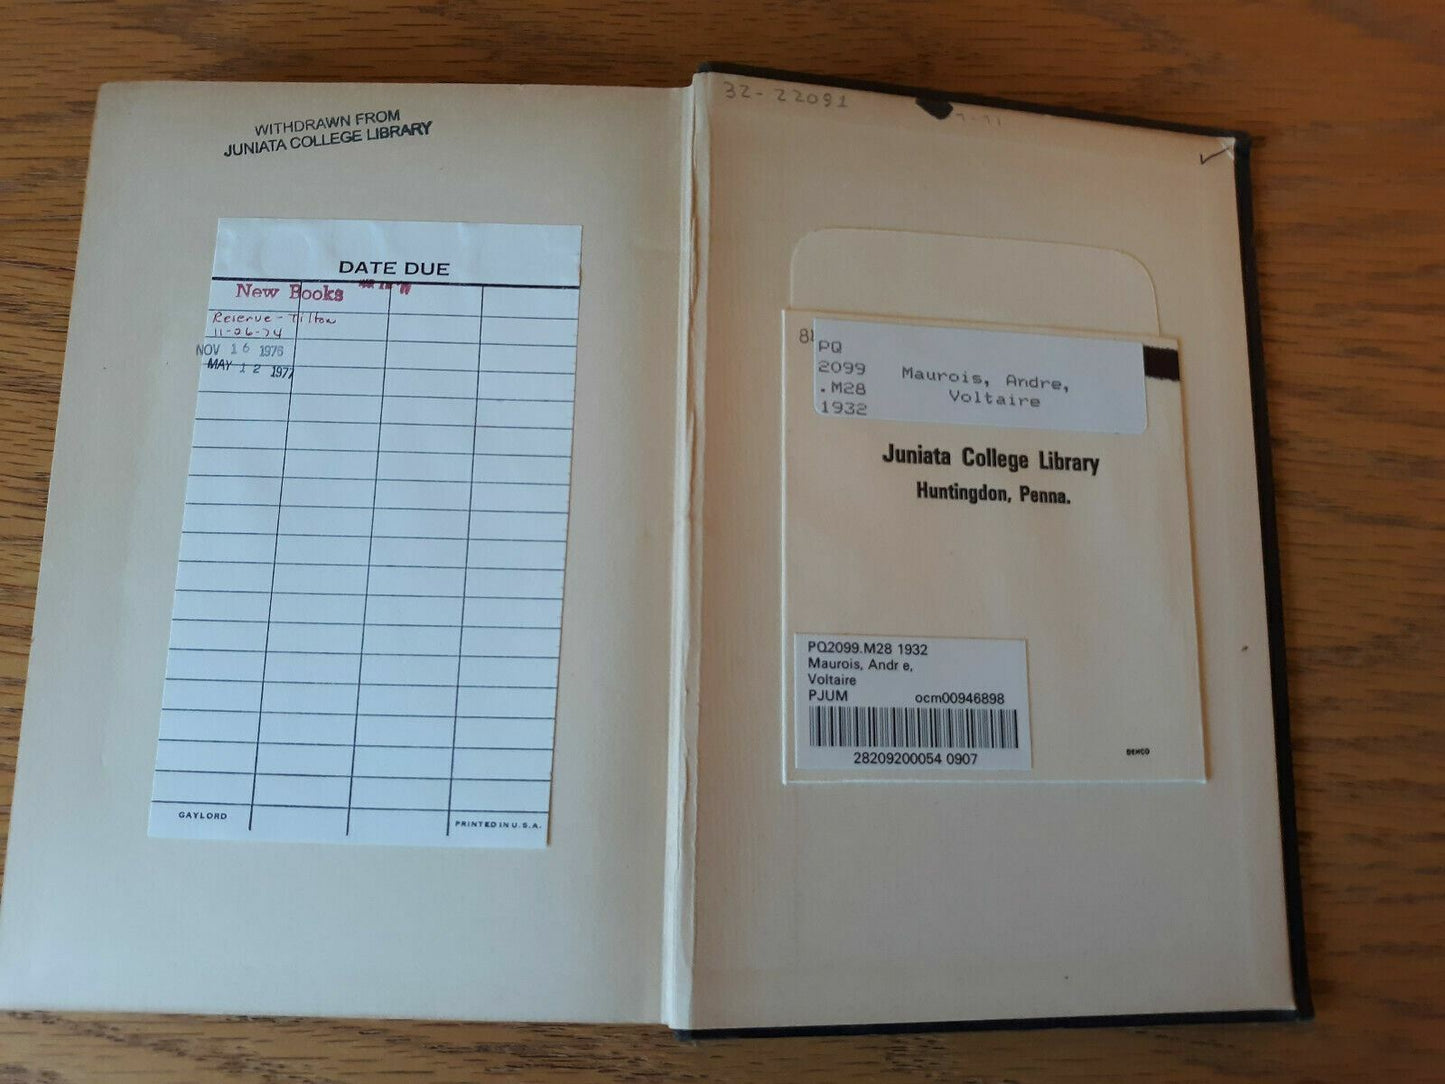 WITHDRAWN FROM
JUNIATA COLLEGE LIBRARY
DATE DUE
New Books
Reserve - Tilton
11-26-74
NOV 16 1976
MAY 12 1977
GAYLORD
PRINTED IN U.S.A.
32-22091
PQ
2099
.M28
1932
Maurois, Andre,
Voltaire
Juniata College Library
Huntingdon, Penna.
PQ2099.M28 1932
Maurois, Andr e,
Voltaire
PJUM ocm00946898
28209200054 0907
DEMCO